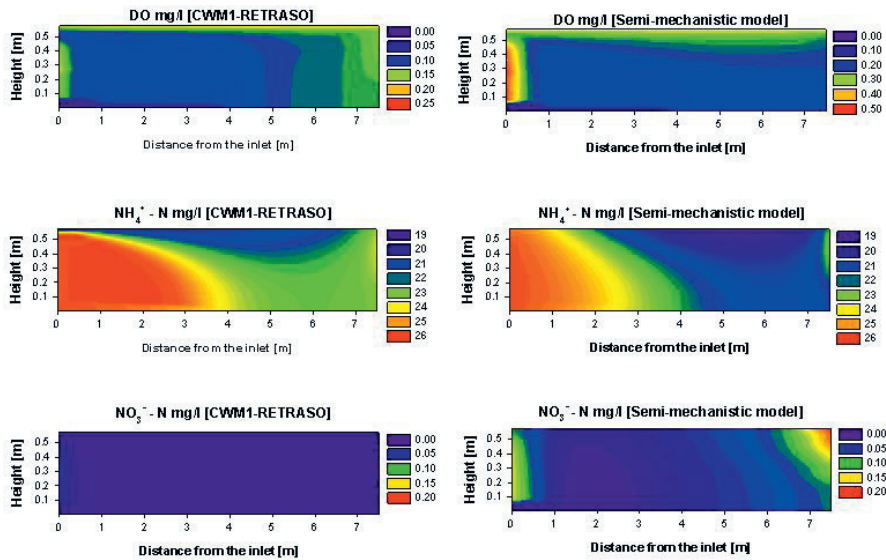 DO mg/l [CWM1-RETRASO]
Height [m]
0.5
0.4
0.3
0.2
0.1
0 1 2 3 4 5 6 7
Distance from the inlet [m]
0.00
0.05
0.10
0.15
0.20
0.25
DO mg/l [Semi-mechanistic model]
Height [m]
0.5
0.4
0.3
0.2
0.1
0 1 2 3 4 5 6 7
Distance from the inlet [m]
0.00
0.10
0.20
0.30
0.40
0.50
NH₄⁺ - N mg/l [CWM1-RETRASO]
Height [m]
0.5
0.4
0.3
0.2
0.1
0 1 2 3 4 5 6 7
Distance from the inlet [m]
19
20
21
22
23
24
25
26
NH₄⁺ - N mg/l [Semi-mechanistic model]
Height [m]
0.5
0.4
0.3
0.2
0.1
0 1 2 3 4 5 6 7
Distance from the inlet [m]
19
20
21
22
23
24
25
26
NO₃⁻ - N mg/l [CWM1-RETRASO]
Height [m]
0.5
0.4
0.3
0.2
0.1
0 1 2 3 4 5 6 7
Distance from the inlet [m]
0.00
0.05
0.10
0.15
0.20
NO₃⁻ - N mg/l [Semi-mechanistic model]
Height [m]
0.5
0.4
0.3
0.2
0.1
0 1 2 3 4 5 6 7
Distance from the inlet [m]
0.00
0.05
0.10
0.15
0.20